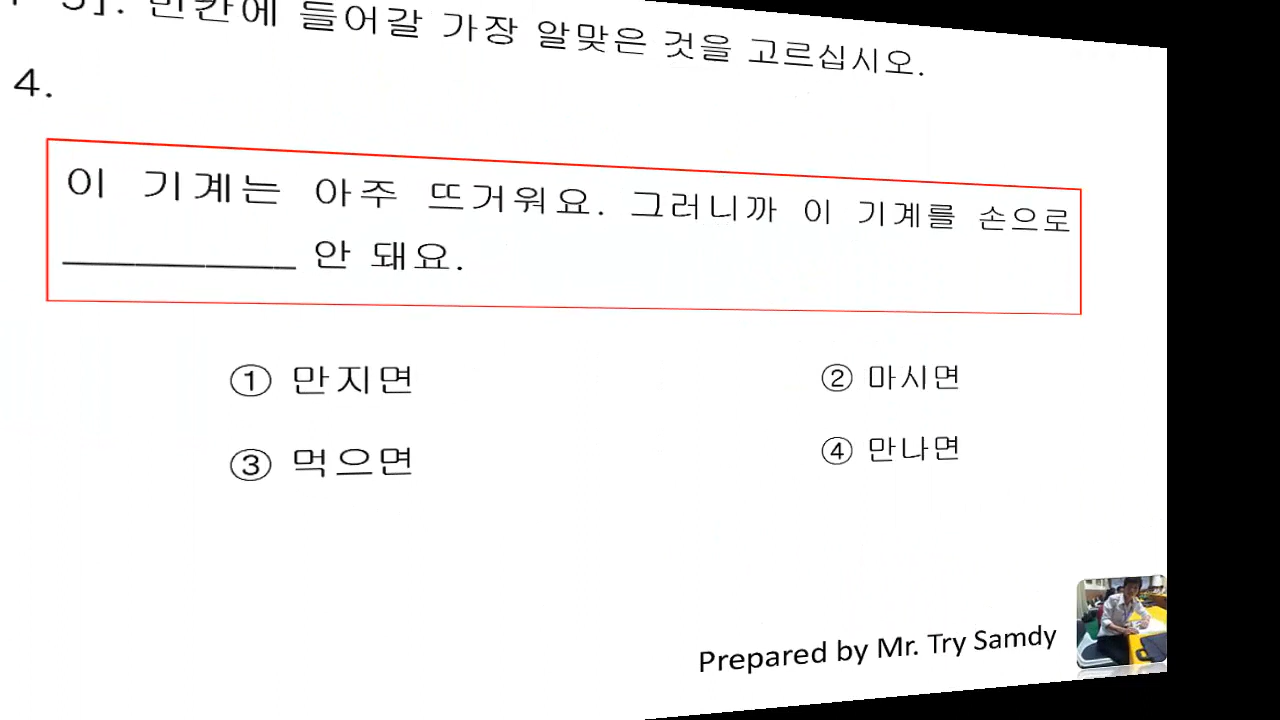 빈칸에 들어갈 가장 알맞은 것을 고르십시오.
4.
이 기계는 아주 뜨거워요. 그러니까 이 기계를 손으로
__________ 안 돼요.
① 만지면
② 마시면
③ 먹으면
④ 만나면
Prepared by Mr. Try Samdy